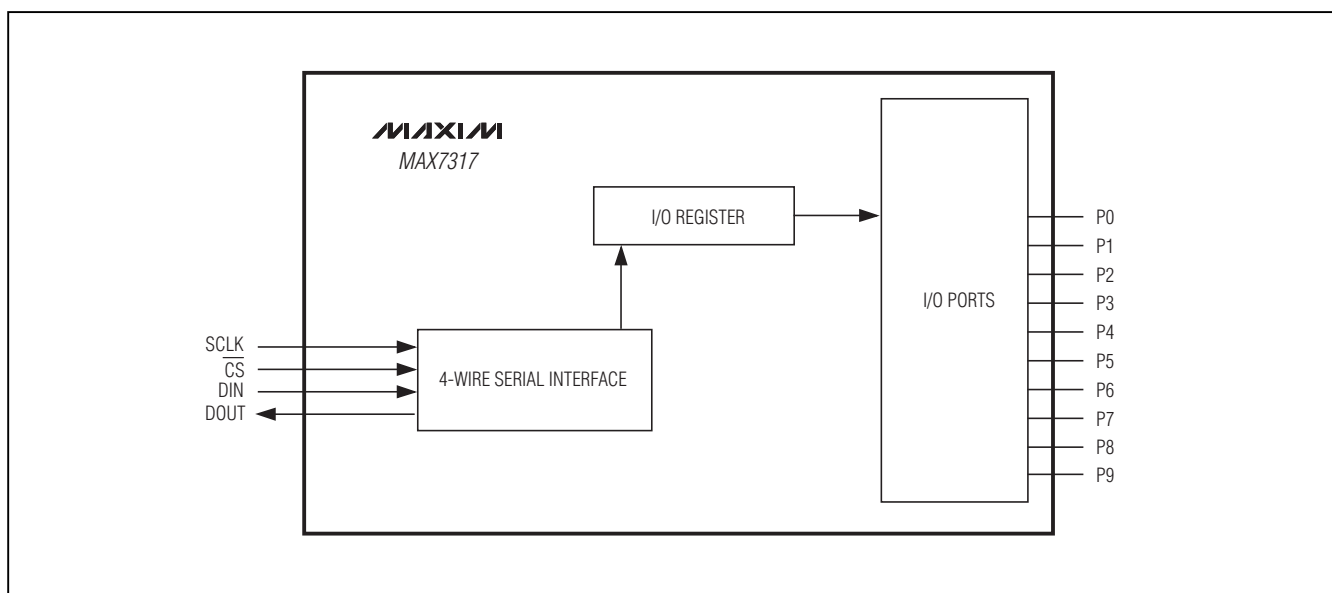 MAXIM
MAX7317
I/O REGISTER
I/O PORTS
P0
P1
P2
P3
P4
P5
P6
P7
P8
P9
SCLK
C̅S̅
DIN
DOUT
4-WIRE SERIAL INTERFACE